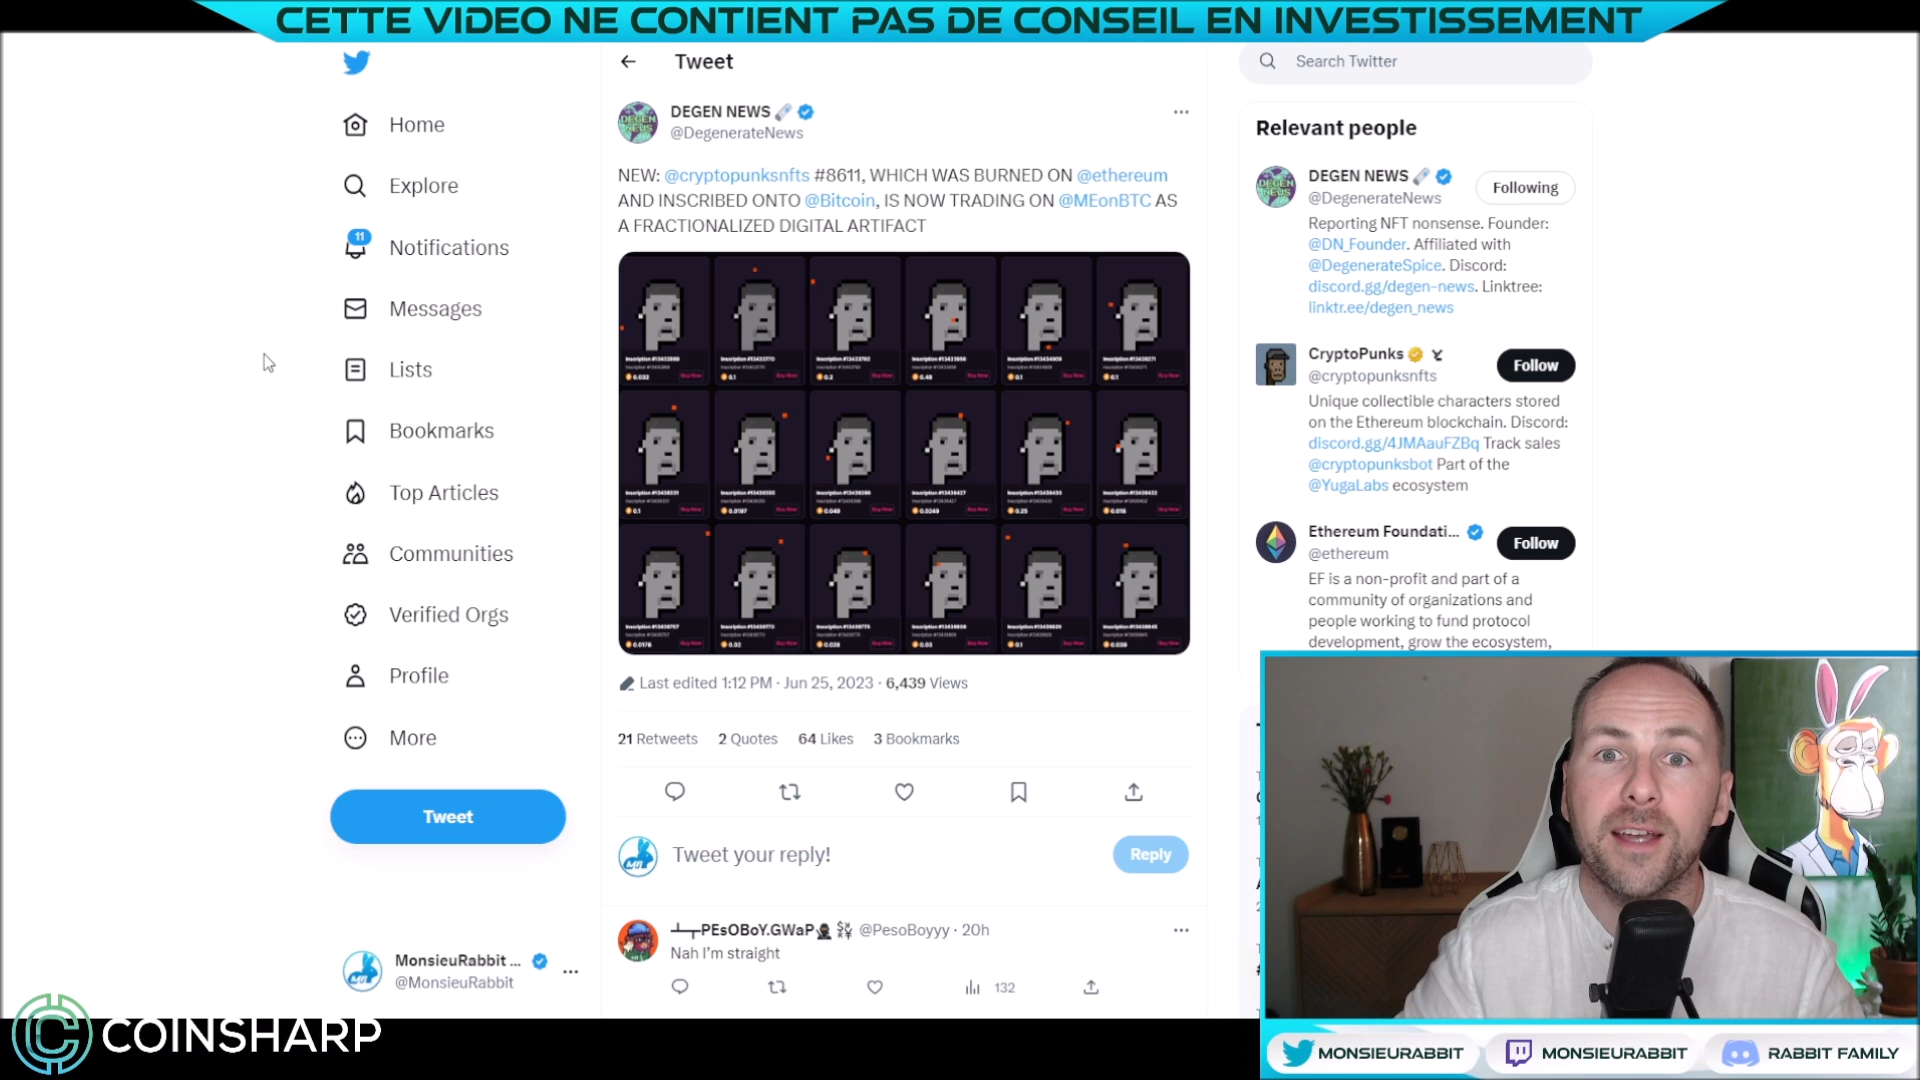 CETTE VIDEO NE CONTIENT PAS DE CONSEIL EN INVESTISSEMENT
Home
Explore
11
Notifications
Messages
Lists
Bookmarks
Top Articles
Communities
Verified Orgs
Profile
More
Tweet
MonsieuRabbit ...
@MonsieuRabbit
COINSHARP
Tweet
DEGEN NEWS
@DegenerateNews
NEW: @cryptopunksnfts #8611, WHICH WAS BURNED ON @ethereum
AND INSCRIBED ONTO @Bitcoin, IS NOW TRADING ON @MEonBTC AS
A FRACTIONALIZED DIGITAL ARTIFACT
Last edited 1:12 PM · Jun 25, 2023 · 6,439 Views
21 Retweets 2 Quotes 64 Likes 3 Bookmarks
Tweet your reply!
Reply
PEsOBoY.GWaP @PesoBoyyy · 20h
Nah I'm straight
132
Search Twitter
Relevant people
DEGEN NEWS
@DegenerateNews
Following
Reporting NFT nonsense. Founder:
@DN_Founder. Affiliated with
@DegenerateSpice. Discord:
discord.gg/degen-news. Linktree:
linktr.ee/degen_news
CryptoPunks
@cryptopunksnfts
Follow
Unique collectible characters stored
on the Ethereum blockchain. Discord:
discord.gg/4JMAauFZBq Track sales
@cryptopunksbot Part of the
@YugaLabs ecosystem
Ethereum Foundati...
@ethereum
Follow
EF is a non-profit and part of a
community of organizations and
people working to fund protocol
development, grow the ecosystem,
MONSIEURABBIT
MONSIEURABBIT
RABBIT FAMILY